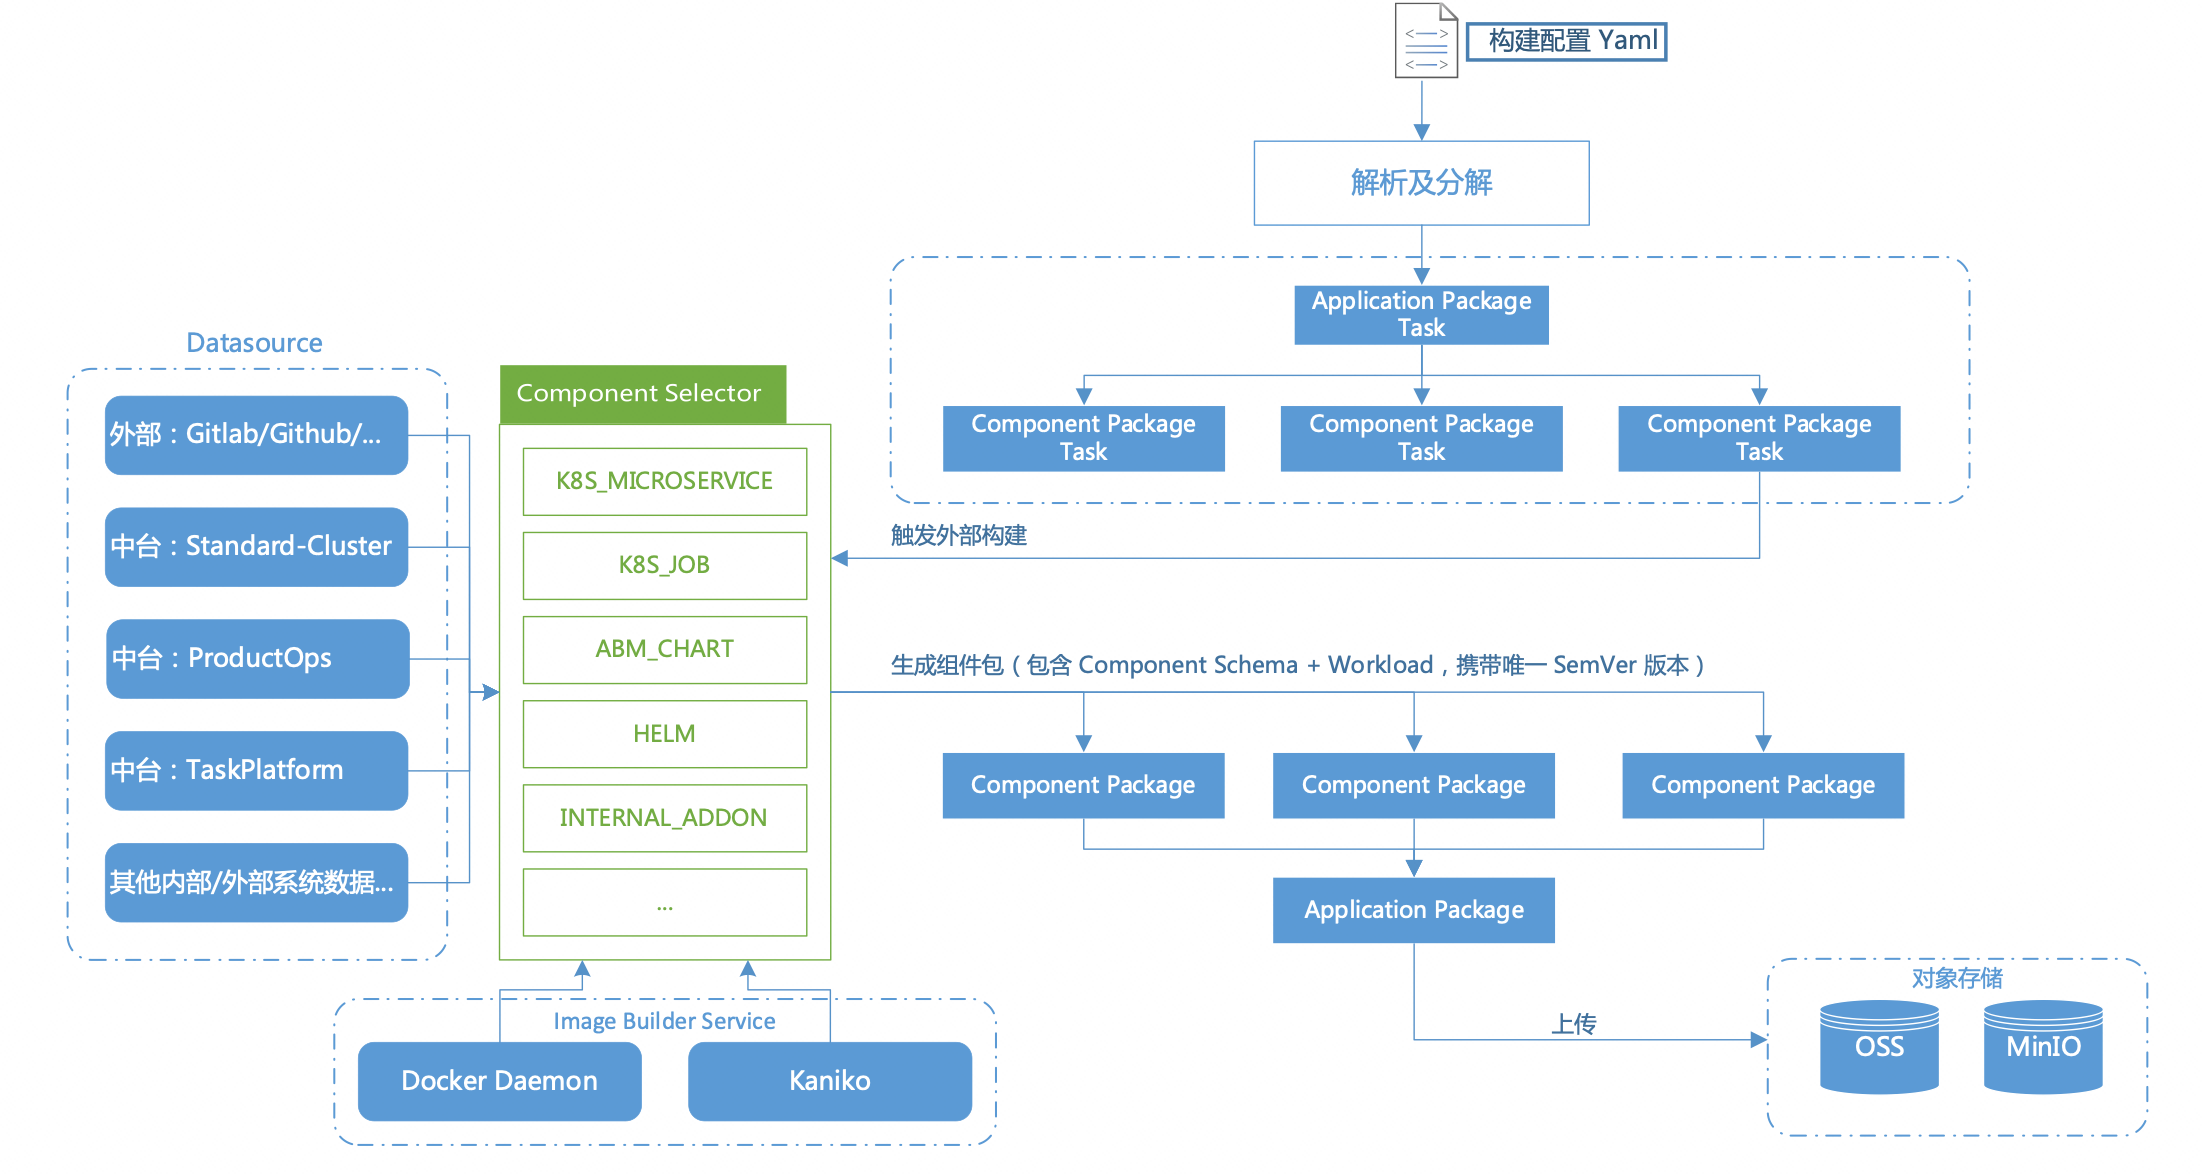 构建配置 Yaml
解析及分解
Application Package
Task
Component Package
Task
Component Package
Task
Component Package
Task
触发外部构建
Datasource
外部：Gitlab/Github/...
中台：Standard-Cluster
中台：ProductOps
中台：TaskPlatform
其他内部/外部系统数据...
Component Selector
K8S_MICROSERVICE
K8S_JOB
ABM_CHART
HELM
INTERNAL_ADDON
...
生成组件包（包含 Component Schema + Workload，携带唯一 SemVer 版本）
Component Package
Component Package
Component Package
Application Package
上传
对象存储
OSS
MinIO
Image Builder Service
Docker Daemon
Kaniko